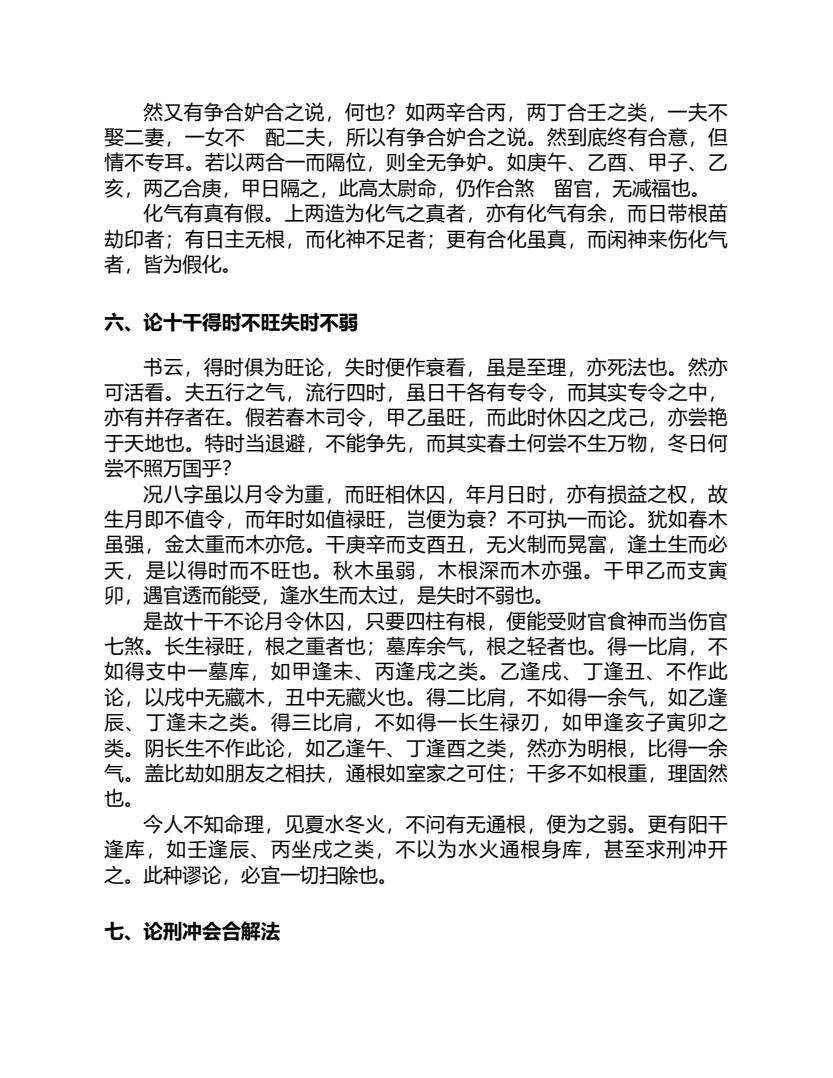 然又有争合妒合之说，何也？如两辛合丙，两丁合壬之类，一夫不
娶二妻，一女不　配二夫，所以有争合妒合之说。然到底终有合意，但
情不专耳。若以两合一而隔位，则全无争妒。如庚午、乙酉、甲子、乙
亥，两乙合庚，甲日隔之，此高太尉命，仍作合煞　留官，无减福也。
化气有真有假。上两造为化气之真者，亦有化气有余，而日带根苗
劫印者；有日主无根，而化神不足者；更有合化虽真，而闲神来伤化气
者，皆为假化。
六、论十干得时不旺失时不弱
书云，得时俱为旺论，失时便作衰看，虽是至理，亦死法也。然亦
可活看。夫五行之气，流行四时，虽日干各有专令，而其实专令之中，
亦有并存者在。假若春木司令，甲乙虽旺，而此时休囚之戊己，亦尝艳
于天地也。特时当退避，不能争先，而其实春土何尝不生万物，冬日何
尝不照万国乎？
况八字虽以月令为重，而旺相休囚，年月日时，亦有损益之权，故
生月即不值令，而年时如值禄旺，岂便为衰？不可执一而论。犹如春木
虽强，金太重而木亦危。干庚辛而支酉丑，无火制而晃富，逢土生而必
夭，是以得时而不旺也。秋木虽弱，木根深而木亦强。干甲乙而支寅
卯，遇官透而能受，逢水生而太过，是失时不弱也。
是故十干不论月令休囚，只要四柱有根，便能受财官食神而当伤官
七煞。长生禄旺，根之重者也；墓库余气，根之轻者也。得一比肩，不
如得支中一墓库，如甲逢未、丙逢戌之类。乙逢戌、丁逢丑、不作此
论，以戌中无藏木，丑中无藏火也。得二比肩，不如得一余气，如乙逢
辰、丁逢未之类。得三比肩，不如得一长生禄刃，如甲逢亥子寅卯之
类。阴长生不作此论，如乙逢午、丁逢酉之类，然亦为明根，比得一余
气。盖比劫如朋友之相扶，通根如室家之可住；干多不如根重，理固然
也。
今人不知命理，见夏水冬火，不问有无通根，便为之弱。更有阳干
逢库，如壬逢辰、丙坐戌之类，不以为水火通根身库，甚至求刑冲开
之。此种谬论，必宜一切扫除也。
七、论刑冲会合解法